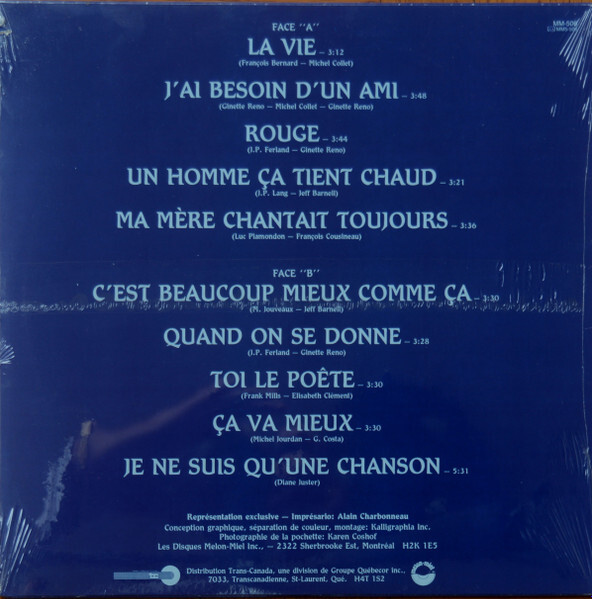 FACE "A"
MM-506
LA VIE — 3:12
(François Bernard — Michel Collet)
J'AI BESOIN D'UN AMI — 3:48
(Ginette Reno — Michel Collet — Ginette Reno)
ROUGE — 3:44
(J.P. Ferland — Ginette Reno)
UN HOMME ÇA TIENT CHAUD — 3:21
(J.P. Lang — Jeff Barnell)
MA MÈRE CHANTAIT TOUJOURS — 3:36
(Luc Plamondon — François Cousineau)
FACE "B"
C'EST BEAUCOUP MIEUX COMME ÇA — 3:30
(M. Jouveaux — Jeff Barnell)
QUAND ON SE DONNE — 3:28
(J.P. Ferland — Ginette Reno)
TOI LE POÊTE — 3:30
(Frank Mills — Elisabeth Clément)
ÇA VA MIEUX — 3:30
(Michel Jourdan — G. Costa)
JE NE SUIS QU'UNE CHANSON — 5:31
(Diane Juster)
Représentation exclusive — Imprésario: Alain Charbonneau
Conception graphique, séparation de couleur, montage: Kalligraphia Inc.
Photographie de la pochette: Karen Coshof
Les Disques Melon-Miel Inc., — 2322 Sherbrooke Est, Montréal H2K 1E5
Distribution Trans-Canada, une division de Groupe Québecor inc.,
7033, Transcanadienne, St-Laurent, Qué. H4T 1S2